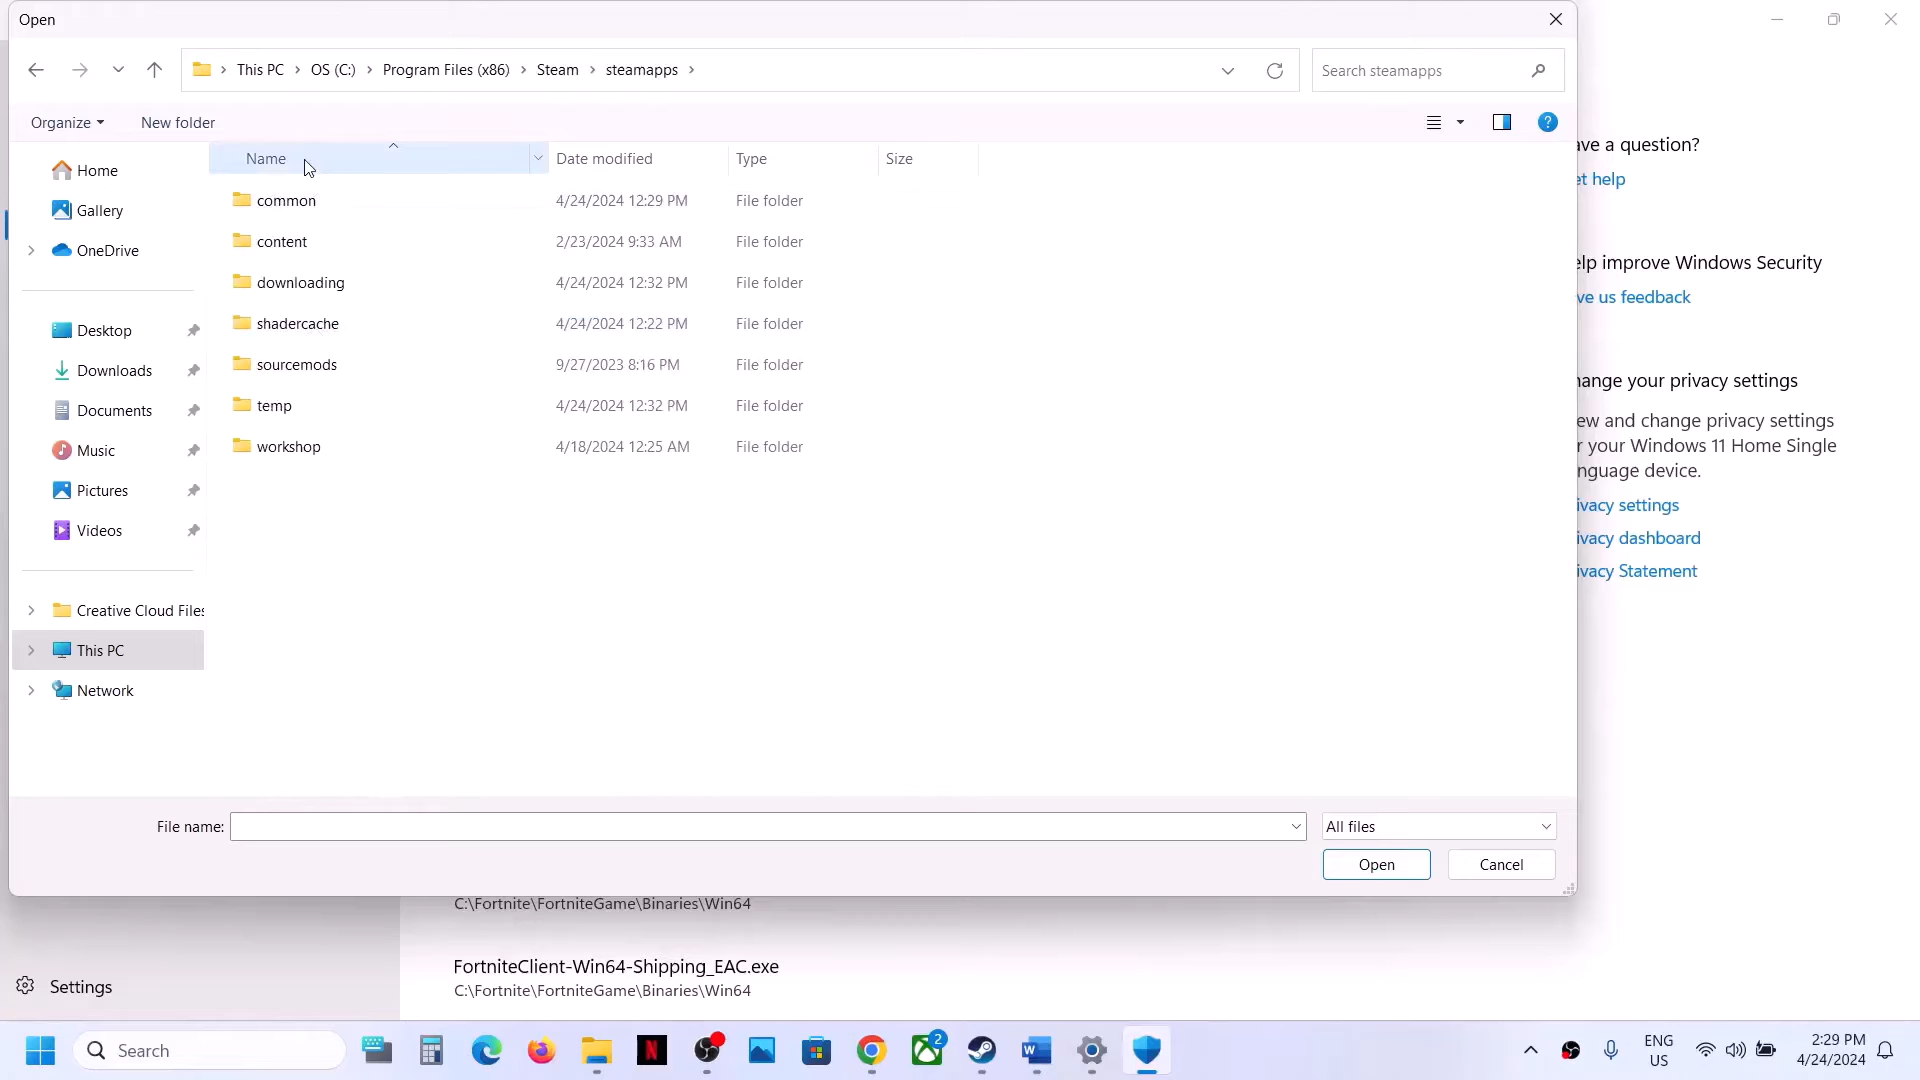 Open
This PC > OS (C:) > Program Files (x86) > Steam > steamapps >
Search steamapps
Organize
New folder
Name
Date modified
Type
Size
Home
Gallery
OneDrive
Desktop
Downloads
Documents
Music
Pictures
Videos
Creative Cloud Files
This PC
Network
common 4/24/2024 12:29 PM File folder
content 2/23/2024 9:33 AM File folder
downloading 4/24/2024 12:32 PM File folder
shadercache 4/24/2024 12:22 PM File folder
sourcemods 9/27/2023 8:16 PM File folder
temp 4/24/2024 12:32 PM File folder
workshop 4/18/2024 12:25 AM File folder
File name:
All files
Open
Cancel
ave a question?
et help
elp improve Windows Security
ve us feedback
hange your privacy settings
ew and change privacy settings
r your Windows 11 Home Single
nguage device.
ivacy settings
ivacy dashboard
ivacy Statement
C:\Fortnite\FortniteGame\Binaries\Win64
FortniteClient-Win64-Shipping_EAC.exe
C:\Fortnite\FortniteGame\Binaries\Win64
Settings
Search
2
ENG
US
2:29 PM
4/24/2024